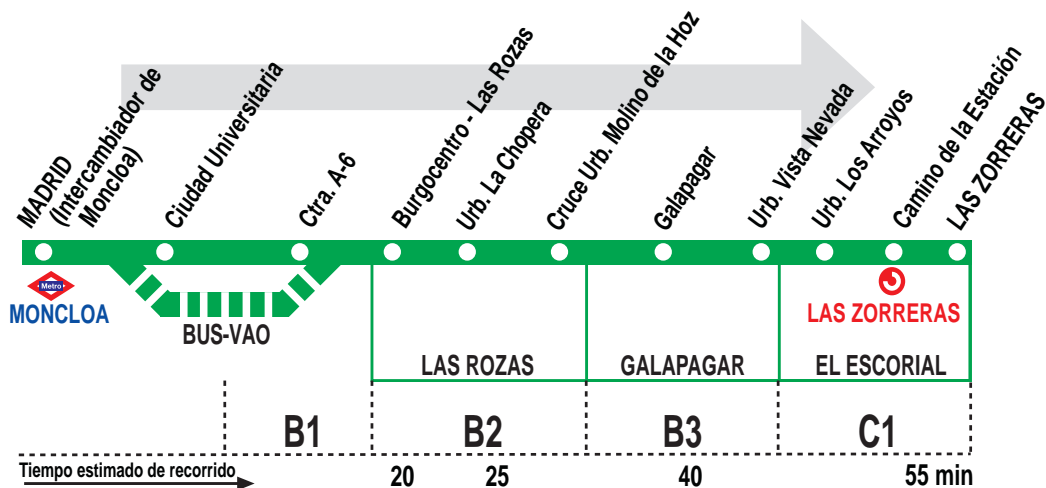 MADRID
(Intercambiador de
Moncloa)
Ciudad Universitaria
Ctra. A-6
Burgocentro - Las Rozas
Urb. La Chopera
Cruce Urb. Molino de la Hoz
Galapagar
Urb. Vista Nevada
Urb. Los Arroyos
Camino de la Estación
LAS ZORRERAS
Metro
MONCLOA
BUS-VAO
LAS ZORRERAS
LAS ROZAS
GALAPAGAR
EL ESCORIAL
B1
B2
B3
C1
Tiempo estimado de recorrido
20
25
40
55 min